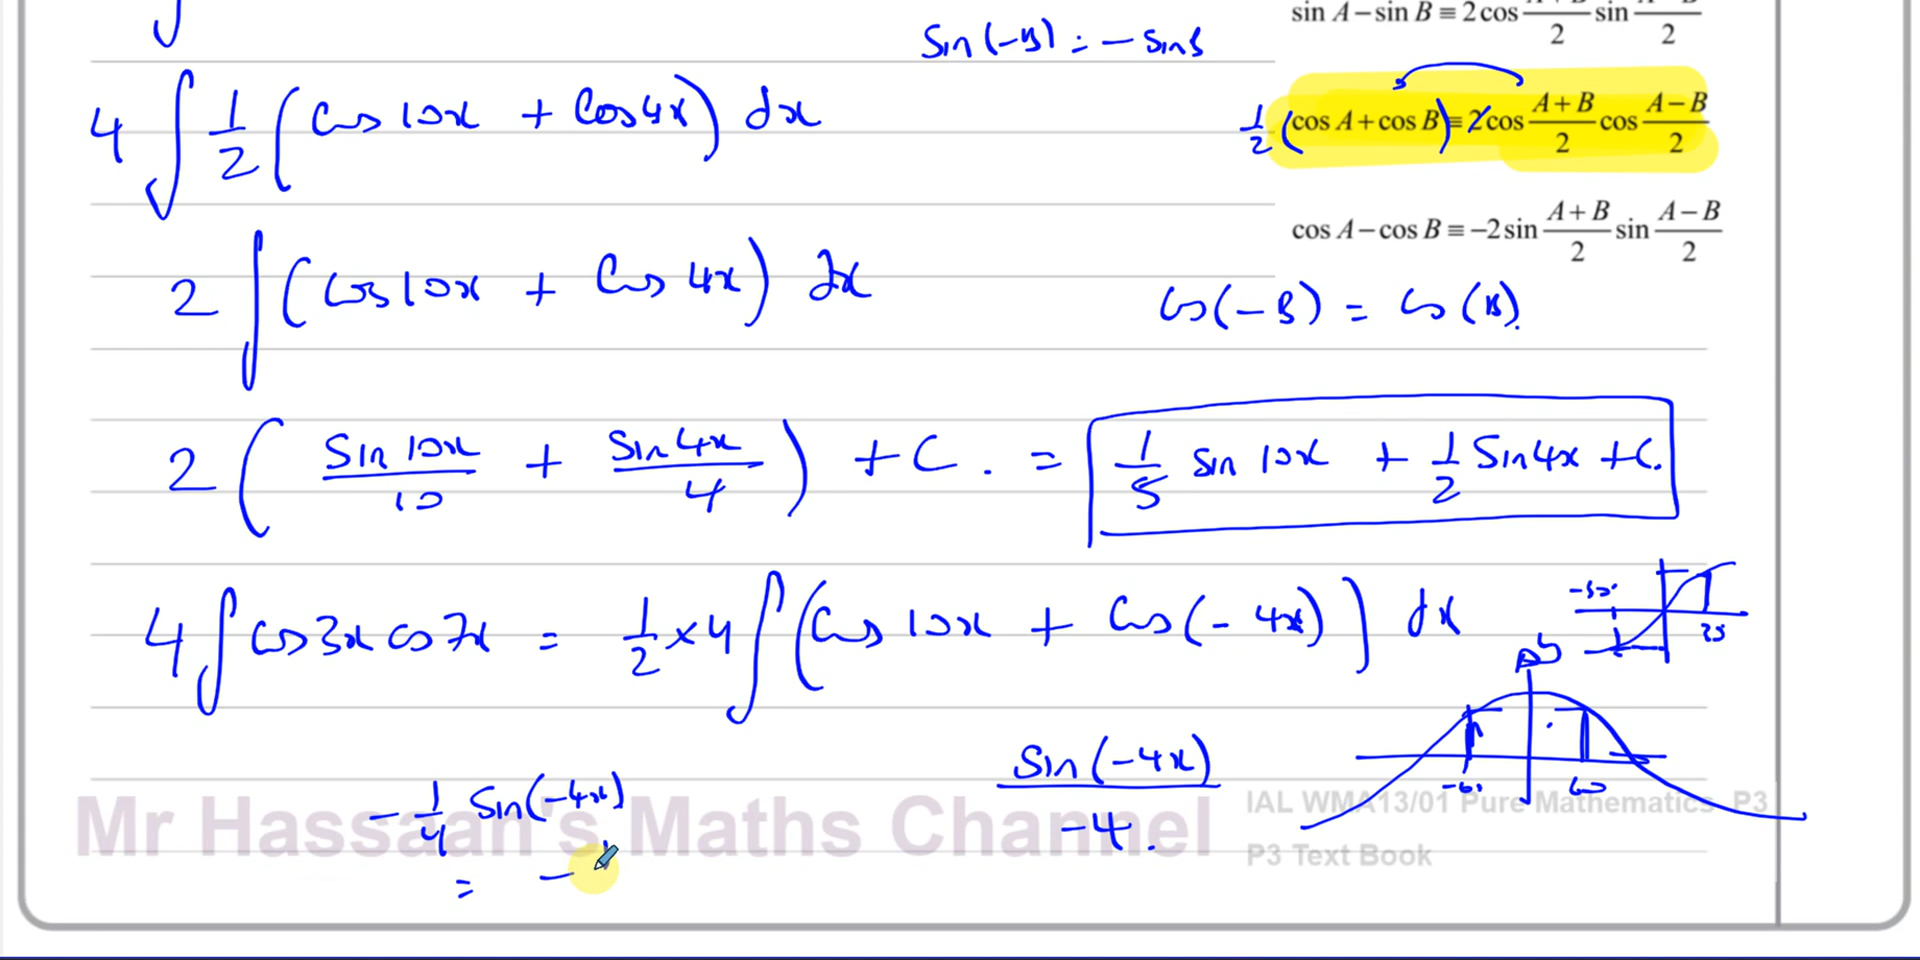 sin A − sin B ≡ 2 cos A+B/2 sin A−B/2
Sin(-B) = - Sin B
4 ∫ 1/2 (Cos 10x + Cos 4x) dx
1/2 (cos A + cos B) ≡ 2 cos A+B/2 cos A−B/2
cos A − cos B ≡ −2 sin A+B/2 sin A−B/2
2 ∫ (Cos 10x + Cos 4x) dx
Cos(-B) = Cos(B).
2 ( Sin 10x/10 + Sin 4x/4 ) + C . = 1/5 Sin 10x + 1/2 Sin 4x + C.
4 ∫ Cos 3x Cos 7x = 1/2 × 4 ∫ (Cos 10x + Cos(- 4x)) dx
y
-60 60
- 1/4 Sin(-4x)
Sin(-4x)/-4 .
= -
Mr Hassaan's Maths Channel
IAL WMA13/01 Pure Mathematics P3
P3 Text Book